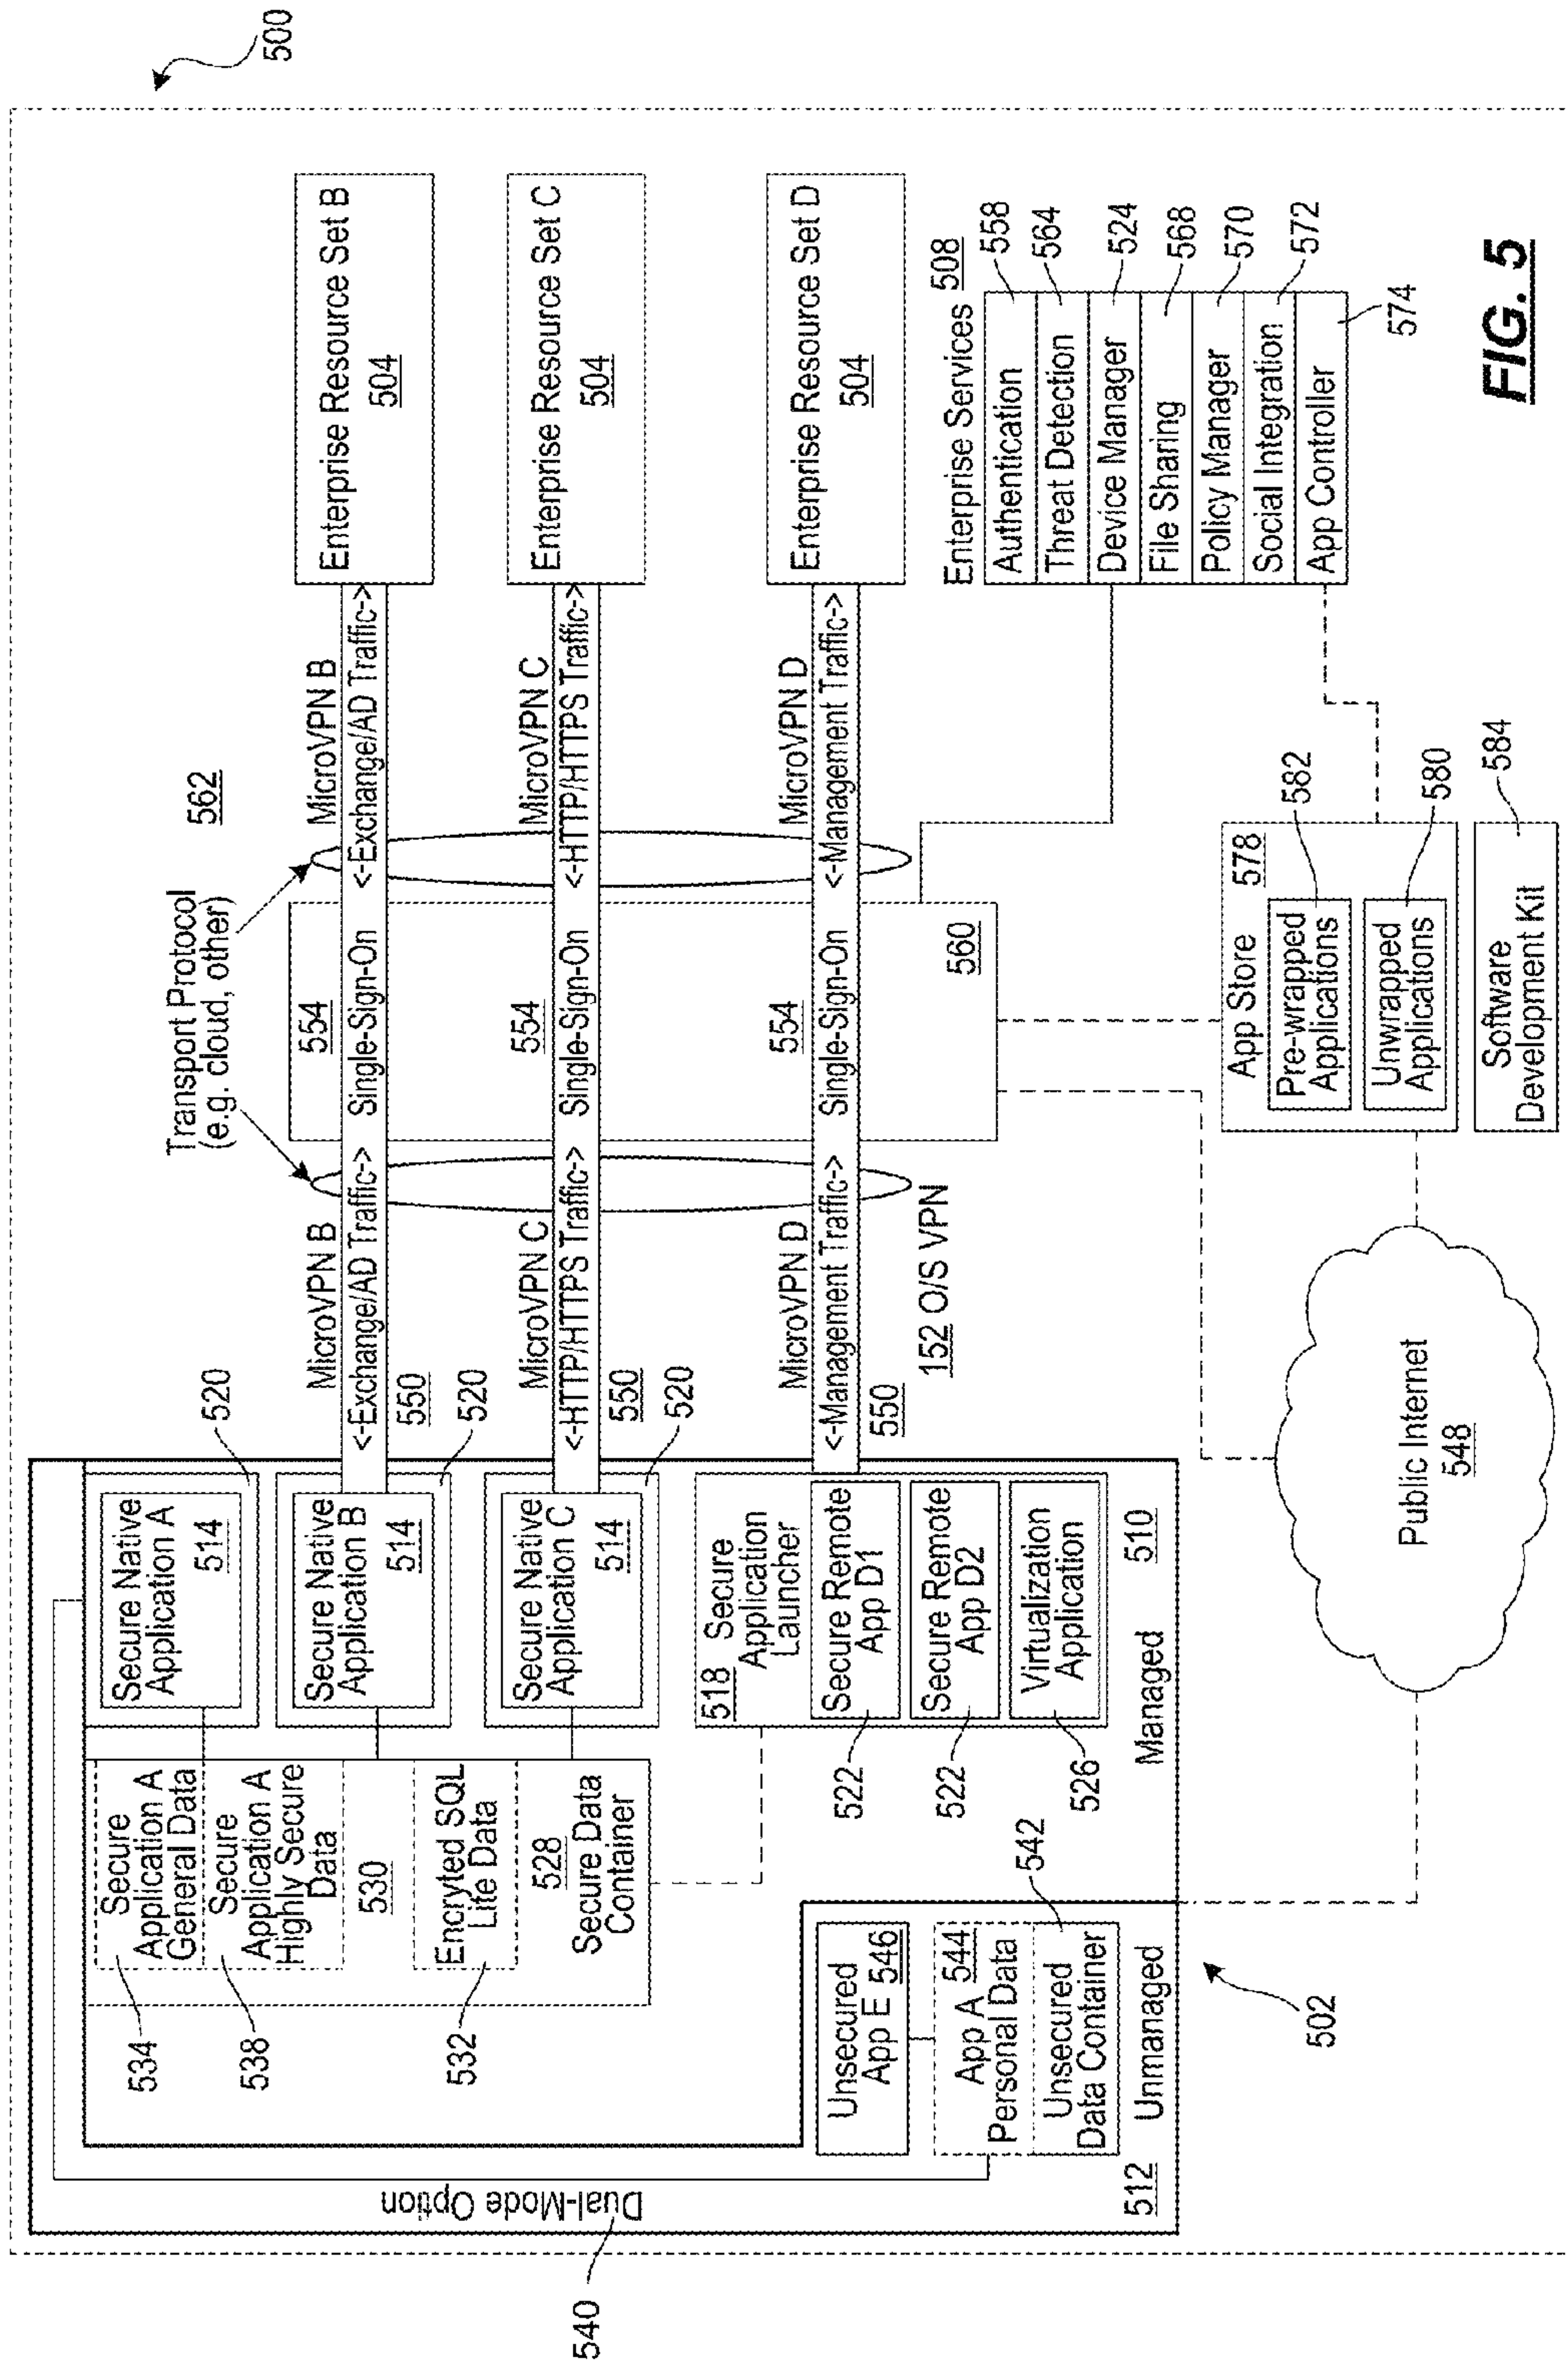 500
Transport Protocol
(e.g. cloud, other)
562
540
Dual-Mode Option
534
Secure
Application A
General Data
538
Secure
Application A
Highly Secure
Data
530
532
Encryted SQL
Lite Data
528
Secure Data
Container
Secure Native
Application A
514
520
Secure Native
Application B
514
520
Secure Native
Application C
514
520
518 Secure
Application
Launcher
522
Secure Remote
App D1
522
Secure Remote
App D2
526
Virtualization
Application
Managed
510
Unsecured
App E 546
App A 544
Personal Data
542
Unsecured
Data Container
512
Unmanaged
502
MicroVPN B
<-Exchange/AD Traffic->
550
554
Single-Sign-On
MicroVPN B
<-Exchange/AD Traffic->
Enterprise Resource Set B
504
MicroVPN C
<-HTTP/HTTPS Traffic->
550
554
Single-Sign-On
MicroVPN C
<-HTTP/HTTPS Traffic->
Enterprise Resource Set C
504
MicroVPN D
<-Management Traffic->
550
554
Single-Sign-On
MicroVPN D
<-Management Traffic->
Enterprise Resource Set D
504
152 O/S VPN
560
Enterprise Services 508
Authentication
558
Threat Detection
564
Device Manager
524
File Sharing
568
Policy Manager
570
Social Integration
572
App Controller
574
Public Internet
548
App Store 578
Pre-wrapped
Applications
582
Unwrapped
Applications
580
Software
Development Kit
584
FIG. 5